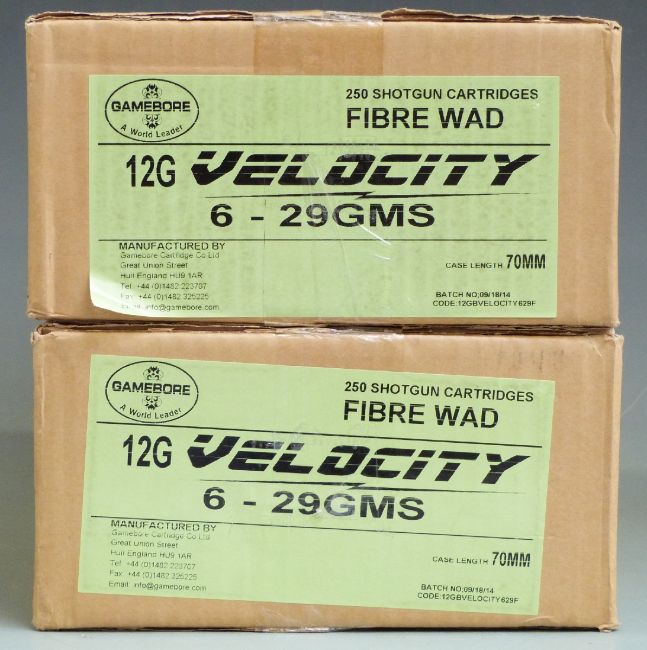 GAMEBORE
A World Leader
250 SHOTGUN CARTRIDGES
FIBRE WAD
12G VELOCITY
6 - 29GMS
MANUFACTURED BY
Gamebore Cartridge Co Ltd
Great Union Street
Hull England HU9 1AR
Tel: +44 (0)1482 223707
Fax: +44 (0)1482 325225
Email: info@gamebore.com
CASE LENGTH 70MM
BATCH NO;09/18/14
CODE:12GBVELOCITY629F
GAMEBORE
A World Leader
250 SHOTGUN CARTRIDGES
FIBRE WAD
12G VELOCITY
6 - 29GMS
MANUFACTURED BY
Gamebore Cartridge Co Ltd
Great Union Street
Hull England HU9 1AR
Tel: +44 (0)1482 223707
Fax: +44 (0)1482 325225
Email: info@gamebore.com
CASE LENGTH 70MM
BATCH NO;09/18/14
CODE:12GBVELOCITY629F